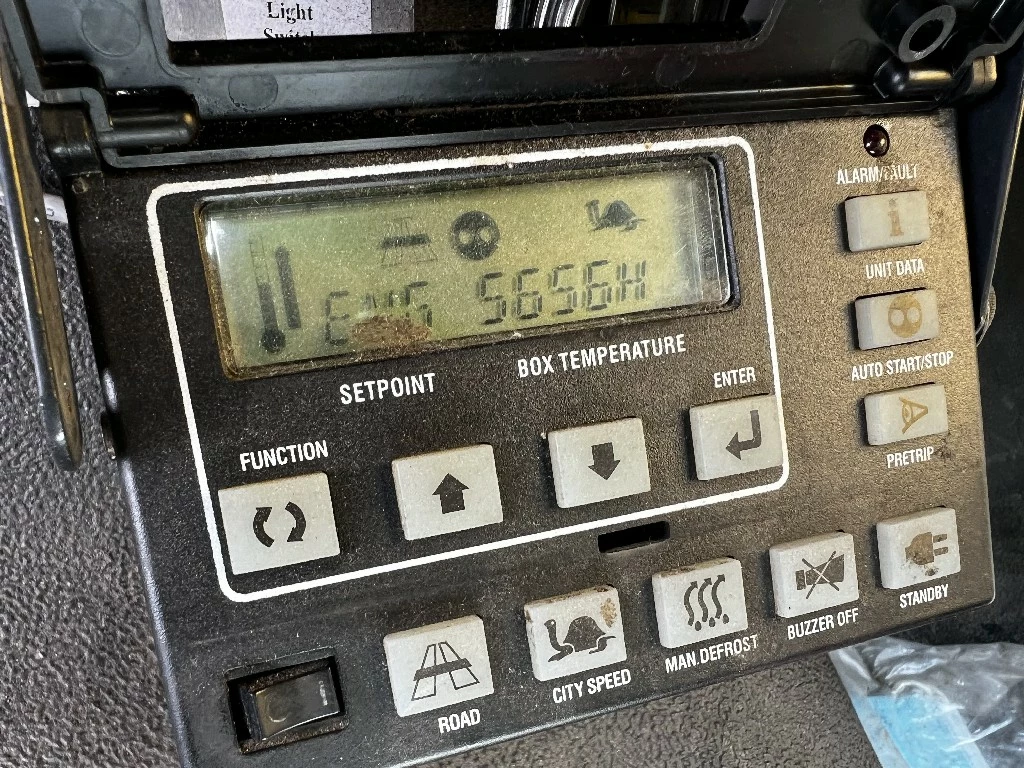 Light
ALARM/FAULT
i
UNIT DATA
ENG 5656H
SETPOINT
BOX TEMPERATURE
AUTO START/STOP
FUNCTION
ENTER
PRETRIP
ROAD
CITY SPEED
MAN.DEFROST
BUZZER OFF
STANDBY